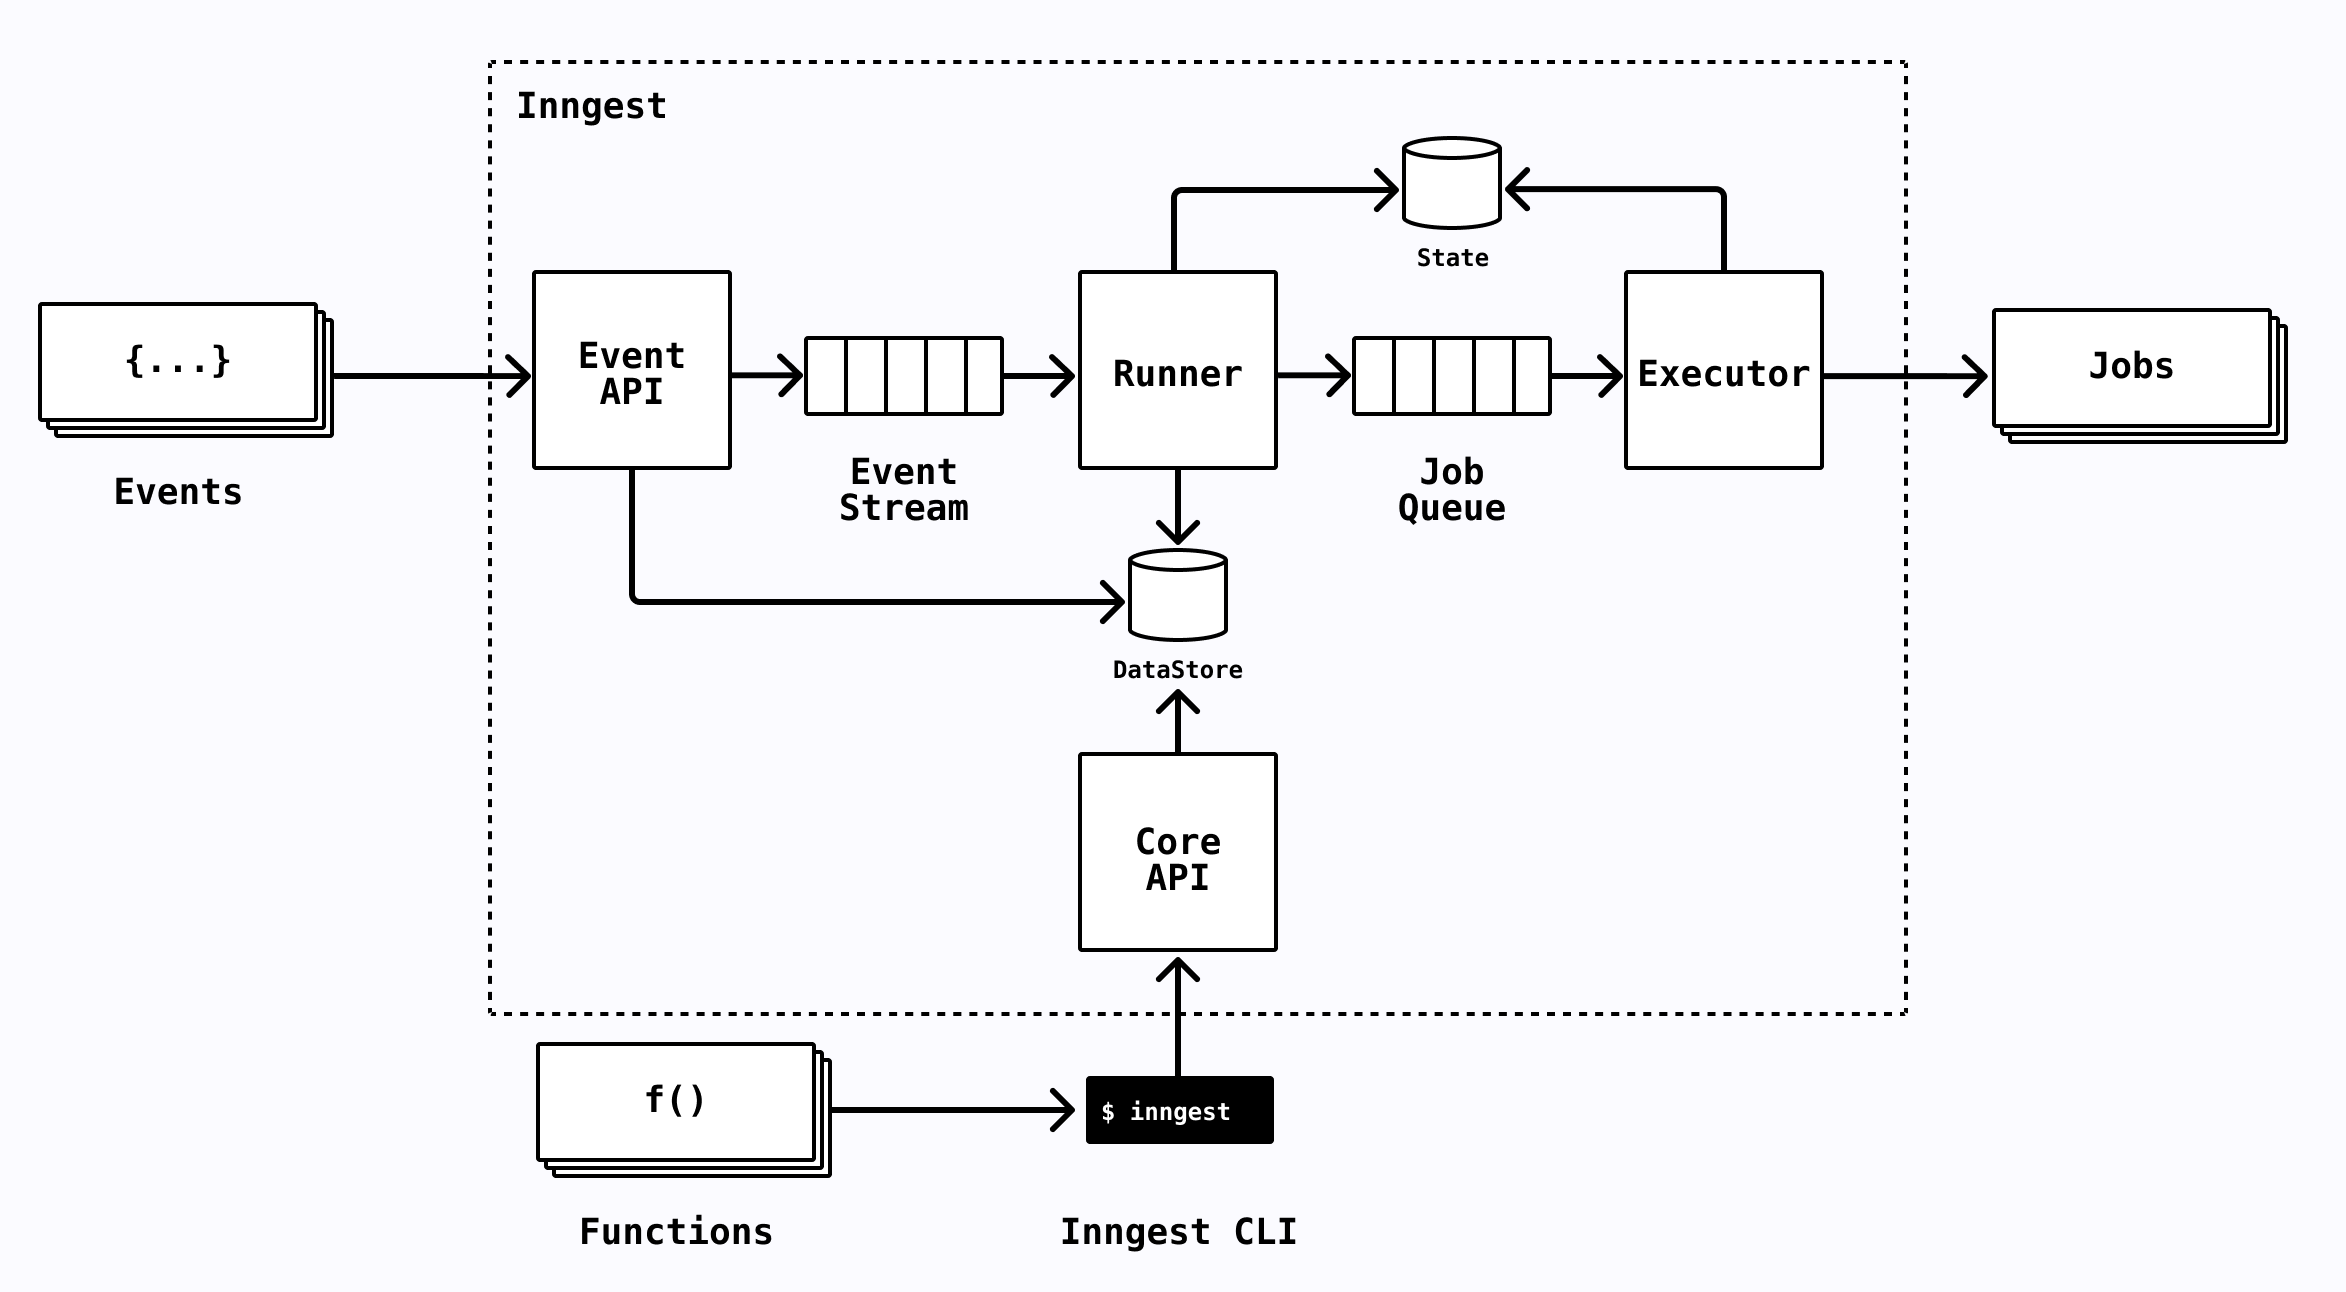 Inngest
State
{...}
Event
API
Runner
Executor
Jobs
Events
Event
Stream
Job
Queue
DataStore
Core
API
f()
$ inngest
Functions
Inngest CLI